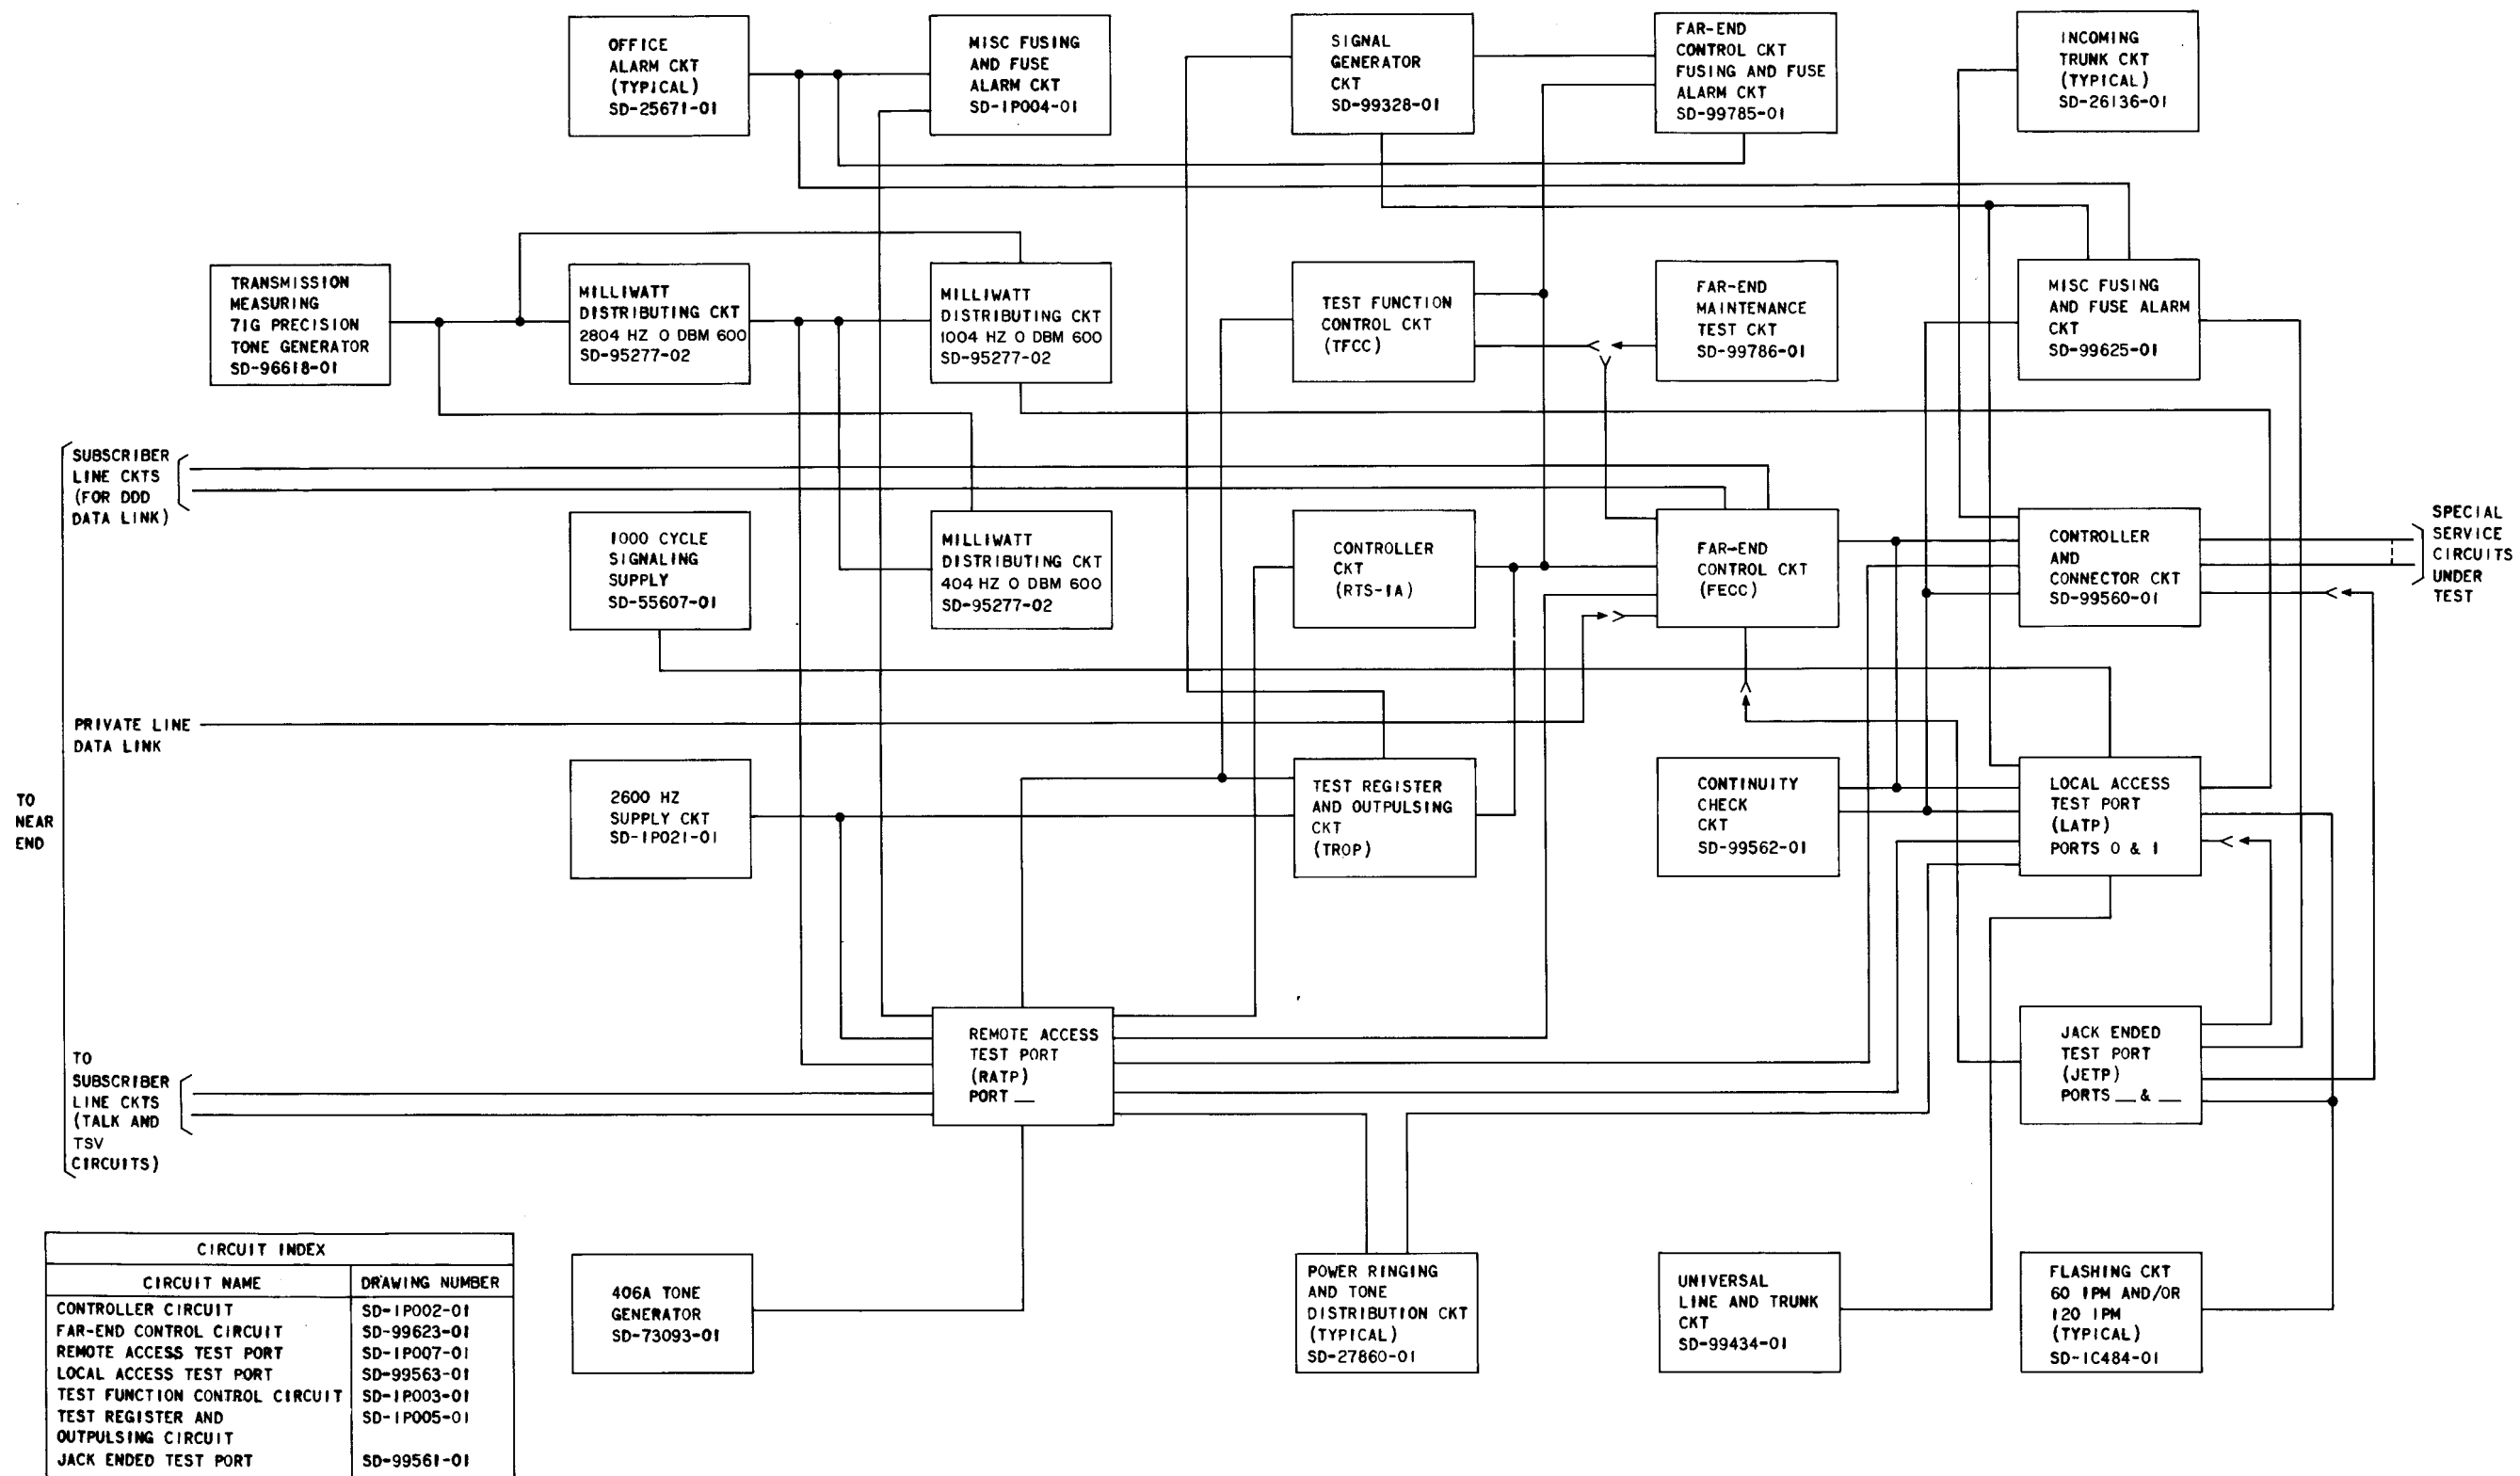 OFFICE
ALARM CKT
(TYPICAL)
SD-25671-01
MISC FUSING
AND FUSE
ALARM CKT
SD-1P004-01
SIGNAL
GENERATOR
CKT
SD-99328-01
FAR-END
CONTROL CKT
FUSING AND FUSE
ALARM CKT
SD-99785-01
INCOMING
TRUNK CKT
(TYPICAL)
SD-26136-01
TRANSMISSION
MEASURING
71G PRECISION
TONE GENERATOR
SD-96618-01
MILLIWATT
DISTRIBUTING CKT
2804 HZ 0 DBM 600
SD-95277-02
MILLIWATT
DISTRIBUTING CKT
1004 HZ 0 DBM 600
SD-95277-02
TEST FUNCTION
CONTROL CKT
(TFCC)
FAR-END
MAINTENANCE
TEST CKT
SD-99786-01
MISC FUSING
AND FUSE ALARM
CKT
SD-99625-01
SUBSCRIBER
LINE CKTS
(FOR DDD
DATA LINK)
1000 CYCLE
SIGNALING
SUPPLY
SD-55607-01
MILLIWATT
DISTRIBUTING CKT
404 HZ 0 DBM 600
SD-95277-02
CONTROLLER
CKT
(RTS-1A)
FAR-END
CONTROL CKT
(FECC)
CONTROLLER
AND
CONNECTOR CKT
SD-99560-01
SPECIAL
SERVICE
CIRCUITS
UNDER
TEST
PRIVATE LINE
DATA LINK
TO
NEAR
END
2600 HZ
SUPPLY CKT
SD-1P021-01
TEST REGISTER
AND OUTPULSING
CKT
(TROP)
CONTINUITY
CHECK
CKT
SD-99562-01
LOCAL ACCESS
TEST PORT
(LATP)
PORTS 0 & 1
TO
SUBSCRIBER
LINE CKTS
(TALK AND
TSV
CIRCUITS)
REMOTE ACCESS
TEST PORT
(RATP)
PORT __
JACK ENDED
TEST PORT
(JETP)
PORTS __ & __
406A TONE
GENERATOR
SD-73093-01
POWER RINGING
AND TONE
DISTRIBUTION CKT
(TYPICAL)
SD-27860-01
UNIVERSAL
LINE AND TRUNK
CKT
SD-99434-01
FLASHING CKT
60 IPM AND/OR
120 IPM
(TYPICAL)
SD-1C484-01
CIRCUIT INDEX
CIRCUIT NAME DRAWING NUMBER
CONTROLLER CIRCUIT SD-1P002-01
FAR-END CONTROL CIRCUIT SD-99623-01
REMOTE ACCESS TEST PORT SD-1P007-01
LOCAL ACCESS TEST PORT SD-99563-01
TEST FUNCTION CONTROL CIRCUIT SD-1P003-01
TEST REGISTER AND SD-1P005-01
OUTPULSING CIRCUIT
JACK ENDED TEST PORT SD-99561-01